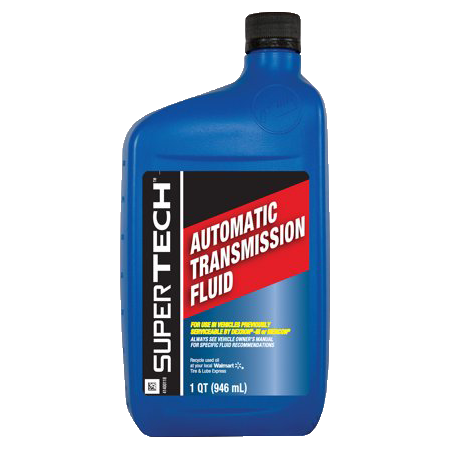 SUPERTECH™
AUTOMATIC
TRANSMISSION
FLUID
FOR USE IN VEHICLES PREVIOUSLY
SERVICEABLE BY DEXRON®-III or MERCON®
ALWAYS SEE VEHICLE OWNER'S MANUAL
FOR SPECIFIC FLUID RECOMMENDATIONS
Recycle used oil
at your local Walmart
Tire & Lube Express
1 QT (946 mL)